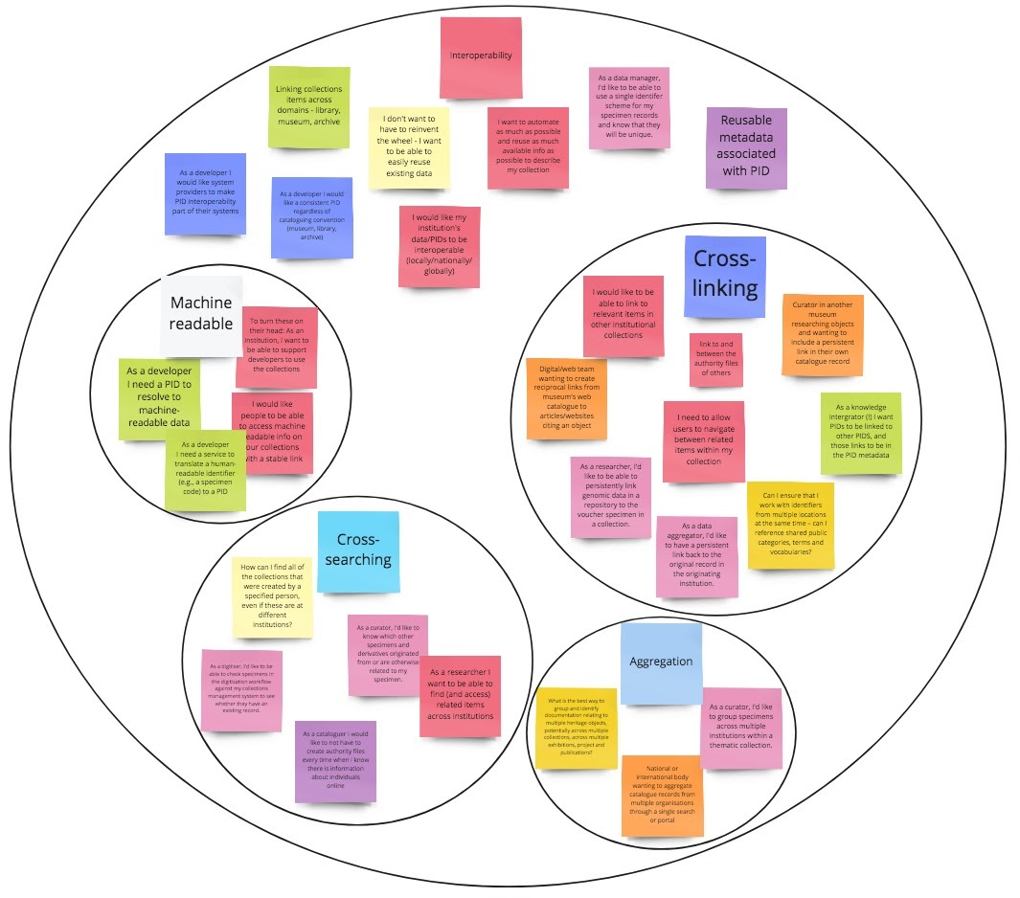 Interoperability
Linking collections
items across
domains - library,
museum, archive
I don't want to
have to reinvent
the wheel - I want
to be able to
easily reuse
existing data
I want to automate
as much as possible
and reuse as much
available info as
possible to describe
my collection
As a data manager,
I'd like to be able to
use a single identifer
scheme for my
specimen records
and know that they
will be unique.
Reusable
metadata
associated
with PID
As a developer I
would like system
providers to make
PID interoperability
part of their systems
As a developer I would
like a consistent PID
regardless of
cataloguing convention
(museum, library,
archive)
I would like my
institution's
data/PIDs to be
interoperable
(locally/nationally/
globally)
Machine
readable
To turn these on
their head: As an
institution, I want to
be able to support
developers to use
the collections
As a developer
I need a PID to
resolve to
machine-
readable data
I would like
people to be able
to access machine
readable info on
our collections
with a stable link
As a developer
I need a service to
translate a human-
readable identifier
(e.g., a specimen
code) to a PID
Cross-
linking
I would like to be
able to link to
relevant items in
other institutional
collections
link to and
between the
authority files
of others
Curator in another
museum
researching objects
and wanting to
include a persistent
link in their own
catalogue record
Digital/web team
wanting to create
reciprocal links from
museum's web
catalogue to
articles/websites
citing an object
I need to allow
users to navigate
between related
items within my
collection
As a knowledge
intergrator (!) I want
PIDs to be linked to
other PIDS, and
those links to be in
the PID metadata
As a researcher, I'd
like to be able to
persistently link
genomic data in a
repository to the
voucher specimen in
a collection.
As a data
aggregator, I'd like
to have a persistent
link back to the
original record in
the originating
institution.
Can I ensure that I
work with identifiers
from multiple locations
at the same time – can I
reference shared public
categories, terms and
vocabularies?
Cross-
searching
How can I find all of
the collections that
were created by a
specified person,
even if these are at
different
institutions?
As a curator, I'd like to
know which other
specimens and
derivatives originated
from or are otherwise
related to my
specimen.
As a digitiser, I'd like to be
able to check specimens in
the digitisation workflow
against my collections
management system to see
whether they have an
existing record.
As a researcher I
want to be able to
find (and access)
related items
across institutions
As a cataloguer i would
like to not have to
create authority files
every time when i know
there is information
about individuals
online
Aggregation
What is the best way to
group and identify
documentation relating to
multiple heritage objects,
potentially across multiple
collections, across multiple
exhibitions, project and
publications?
As a curator, I'd like
to group specimens
across multiple
institutions within a
thematic collection.
National or
international body
wanting to aggregate
catalogue records from
multiple organisations
through a single search
or portal